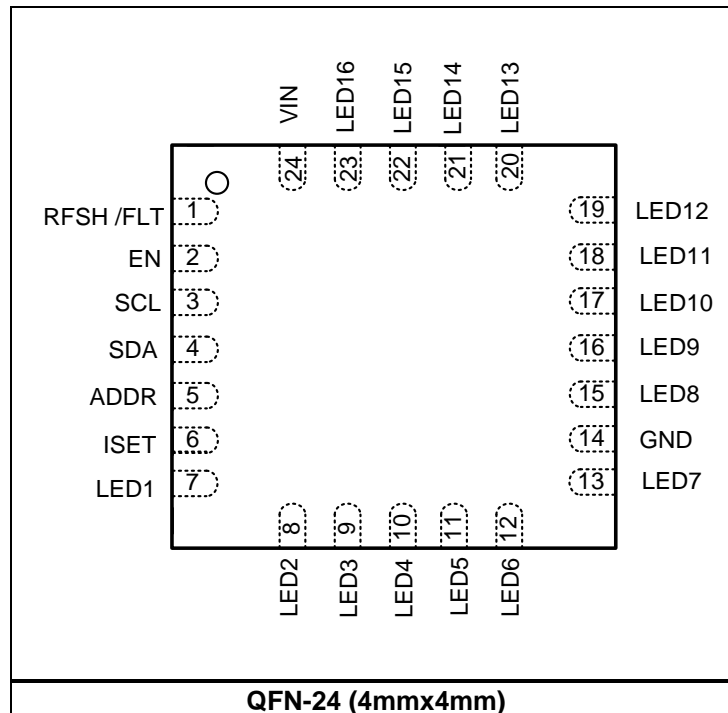 VIN
LED16
LED15
LED14
LED13
24
23
22
21
20
RFSH /FLT 1
EN 2
SCL 3
SDA 4
ADDR 5
ISET 6
LED1 7
19 LED12
18 LED11
17 LED10
16 LED9
15 LED8
14 GND
13 LED7
8
9
10
11
12
LED2
LED3
LED4
LED5
LED6
QFN-24 (4mmx4mm)